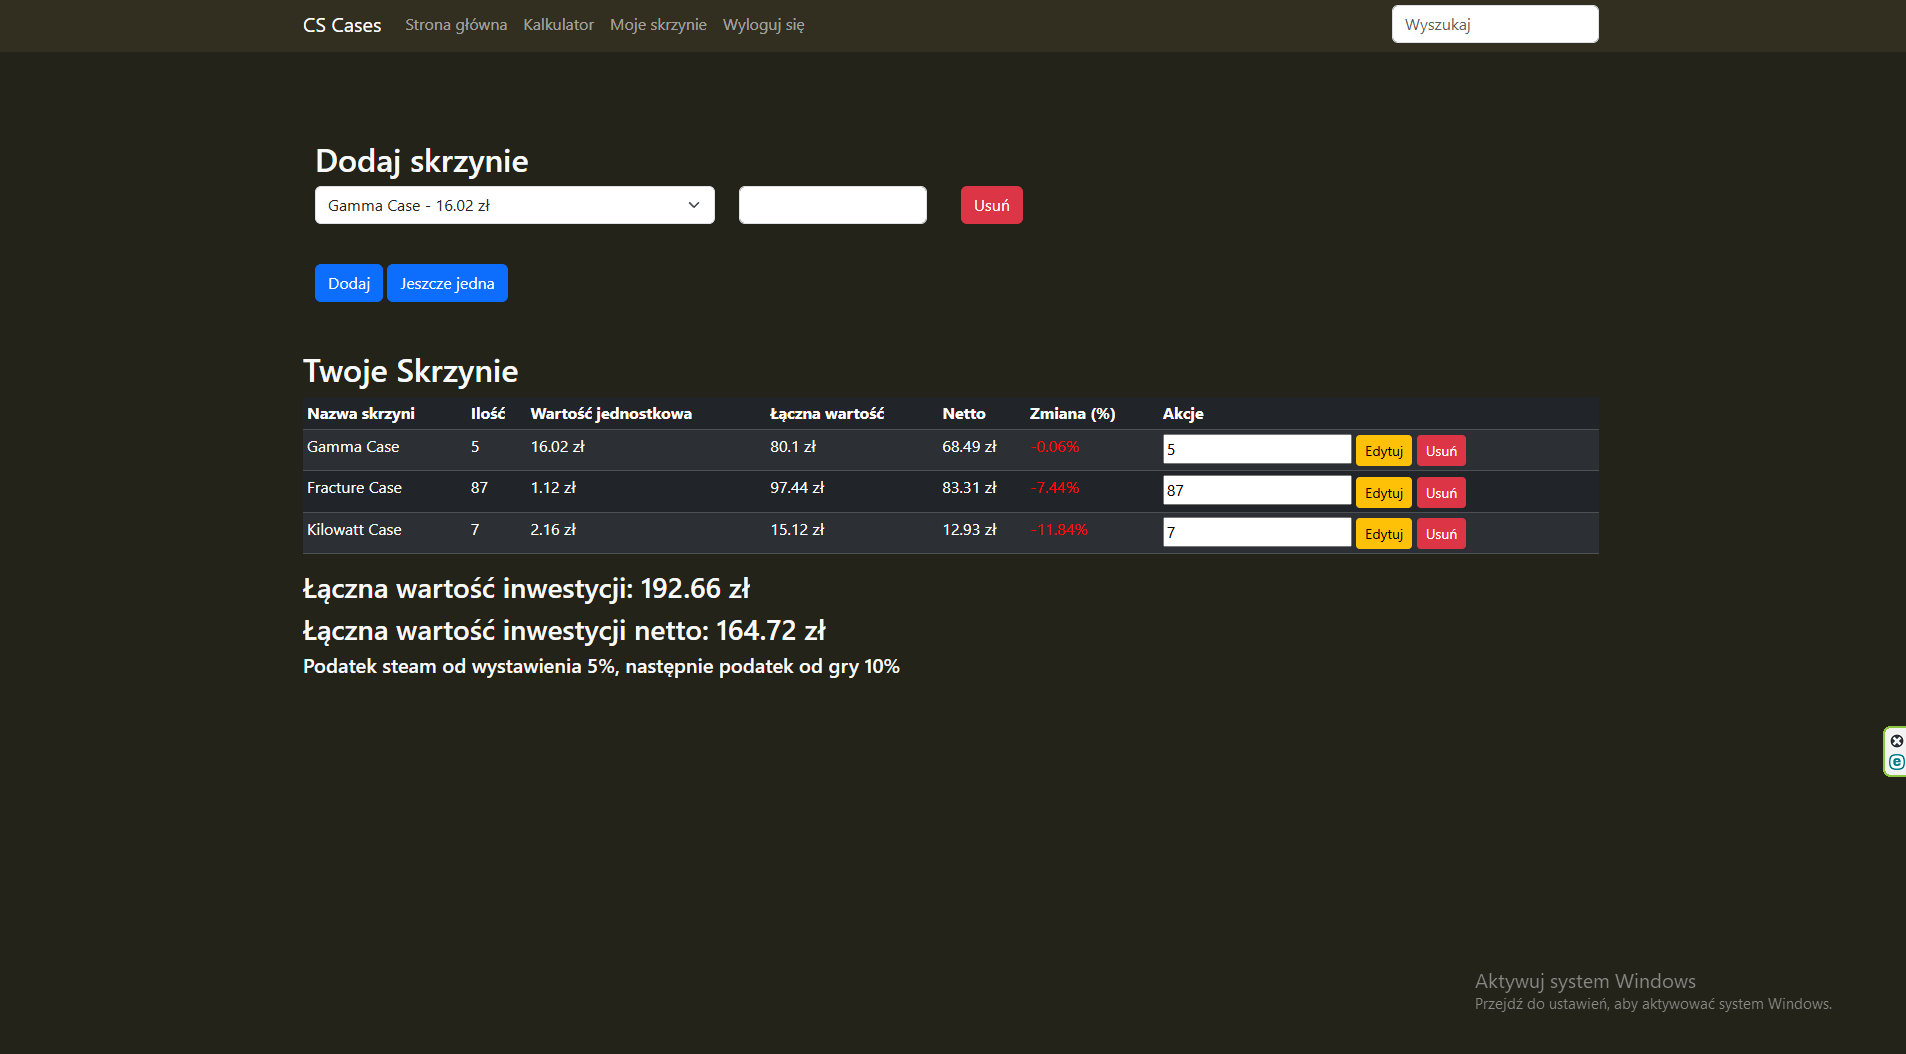 CS Cases Strona główna Kalkulator Moje skrzynie Wyloguj się Wyszukaj
Dodaj skrzynie
Gamma Case - 16.02 zł Usuń
Dodaj Jeszcze jedna
Twoje Skrzynie
Nazwa skrzyni Ilość Wartość jednostkowa Łączna wartość Netto Zmiana (%) Akcje
Gamma Case 5 16.02 zł 80.1 zł 68.49 zł -0.06% 5 Edytuj Usuń
Fracture Case 87 1.12 zł 97.44 zł 83.31 zł -7.44% 87 Edytuj Usuń
Kilowatt Case 7 2.16 zł 15.12 zł 12.93 zł -11.84% 7 Edytuj Usuń
Łączna wartość inwestycji: 192.66 zł
Łączna wartość inwestycji netto: 164.72 zł
Podatek steam od wystawienia 5%, następnie podatek od gry 10%
e
Aktywuj system Windows
Przejdź do ustawień, aby aktywować system Windows.